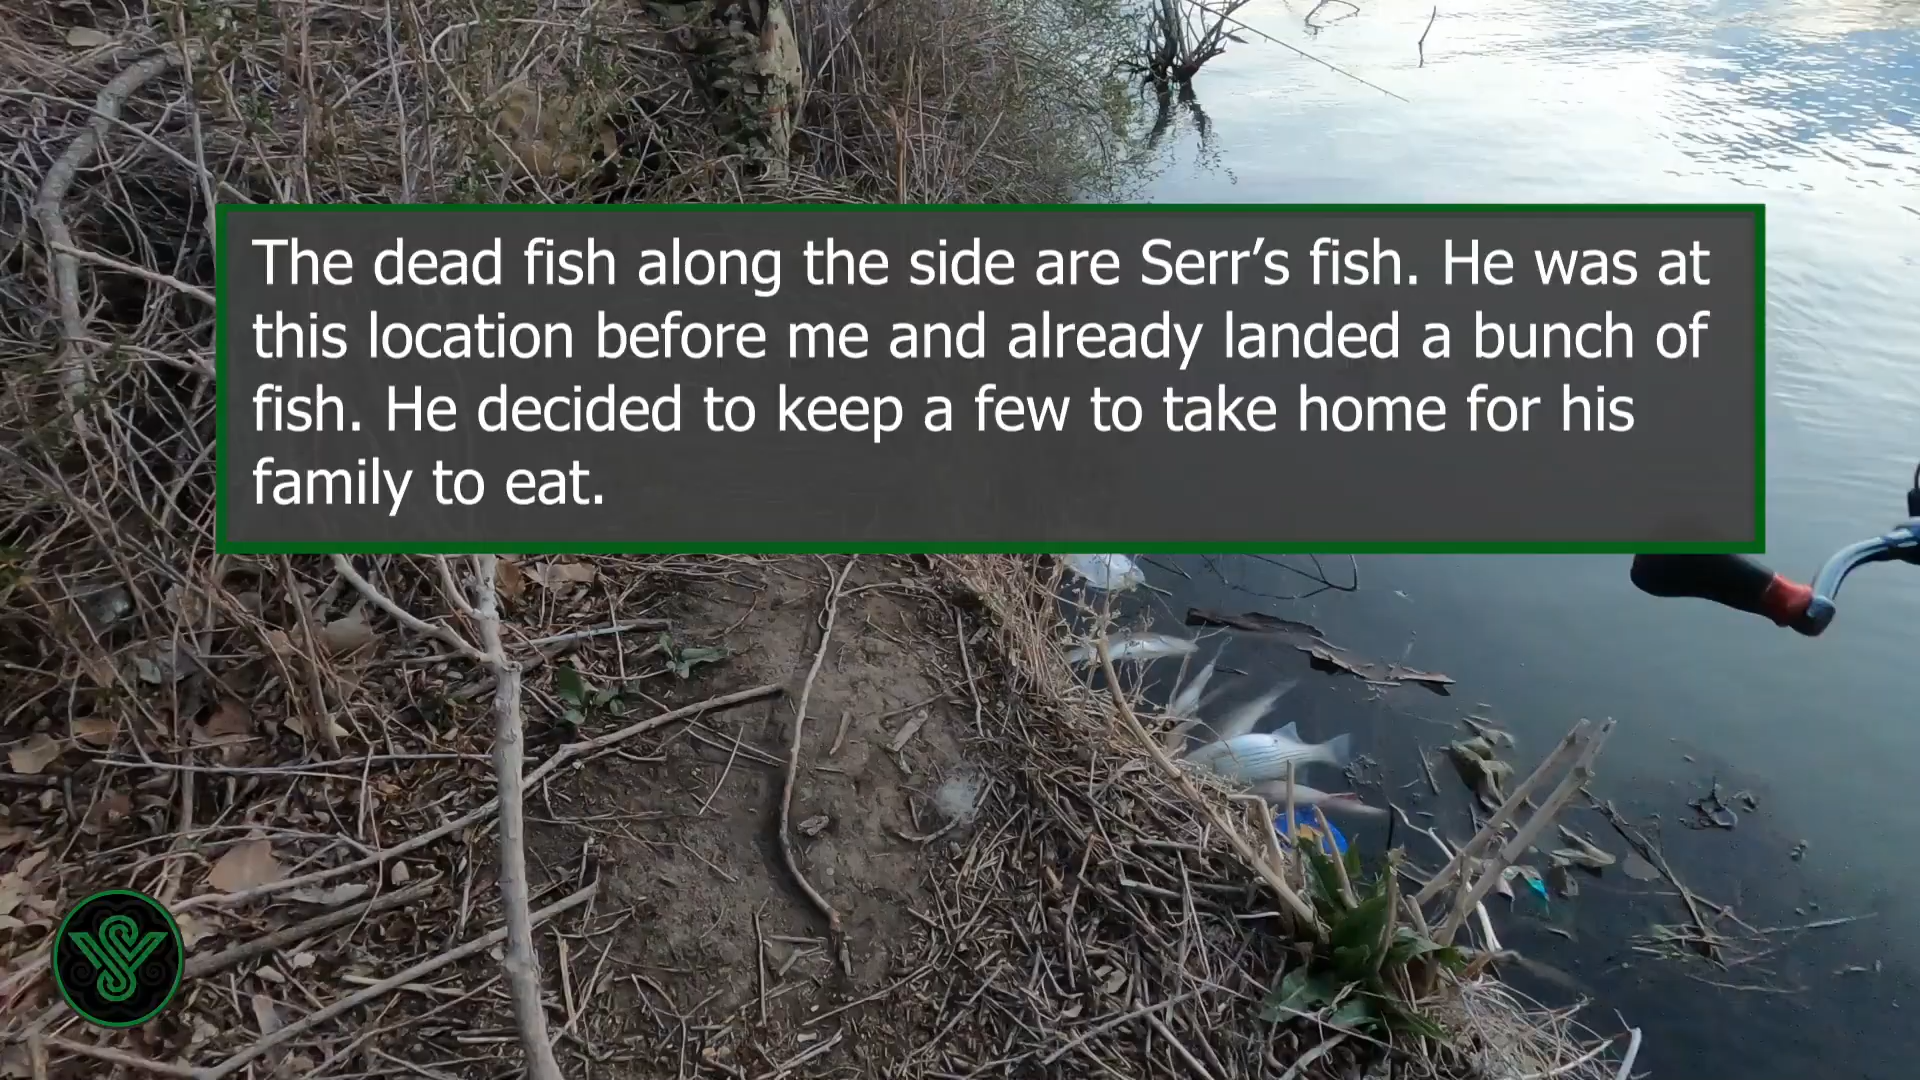 The dead fish along the side are Serr’s fish. He was at
this location before me and already landed a bunch of
fish. He decided to keep a few to take home for his
family to eat.